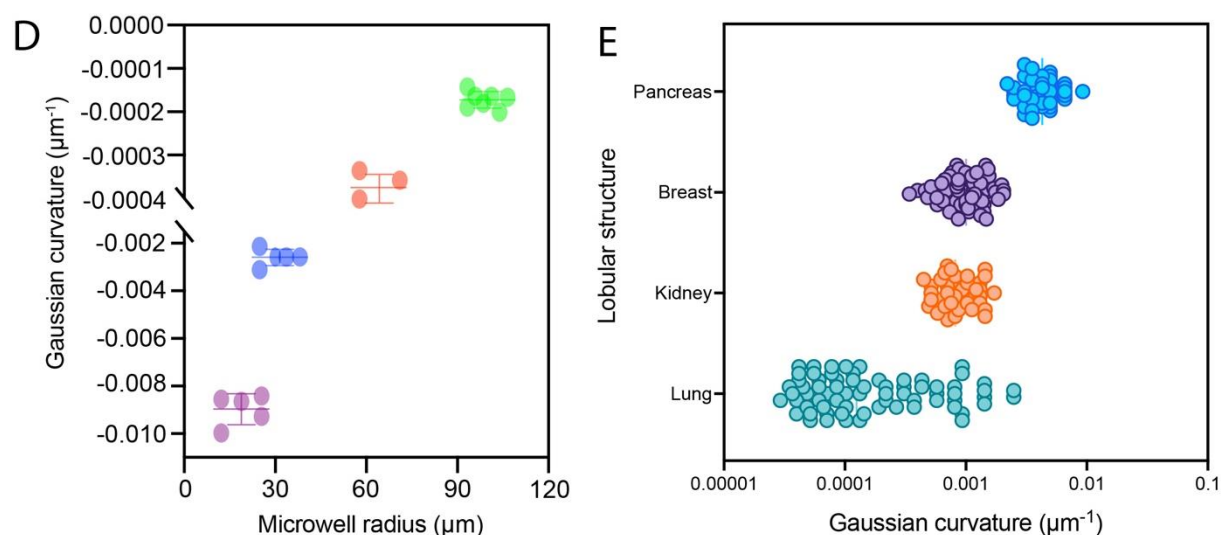 D
0.0000
-0.0001
-0.0002
-0.0003
-0.0004
-0.002
-0.004
-0.006
-0.008
-0.010
Gaussian curvature (µm⁻¹)
0 30 60 90 120
Microwell radius (µm)
E
Pancreas
Breast
Kidney
Lung
Lobular structure
0.00001 0.0001 0.001 0.01 0.1
Gaussian curvature (µm⁻¹)